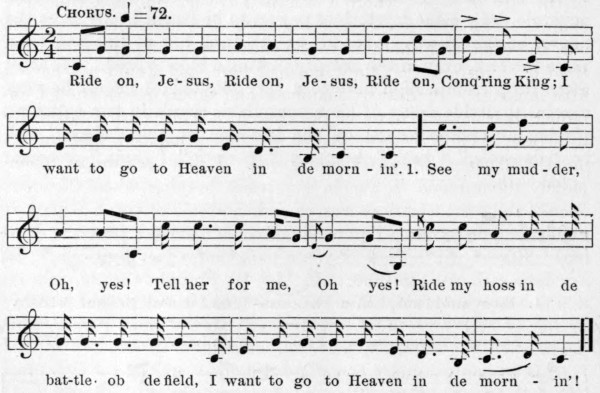 CHORUS. ♩=72.
2 4
Ride on, Je-sus, Ride on Je-sus, Ride on, Conq'ring King; I
want to go to Heaven in de morn-in'. 1. See my mud-der,
Oh, yes! Tell her for me, Oh yes! Ride my hoss in de
bat-tle ob de field, I want to go to Heaven in de morn-in'!